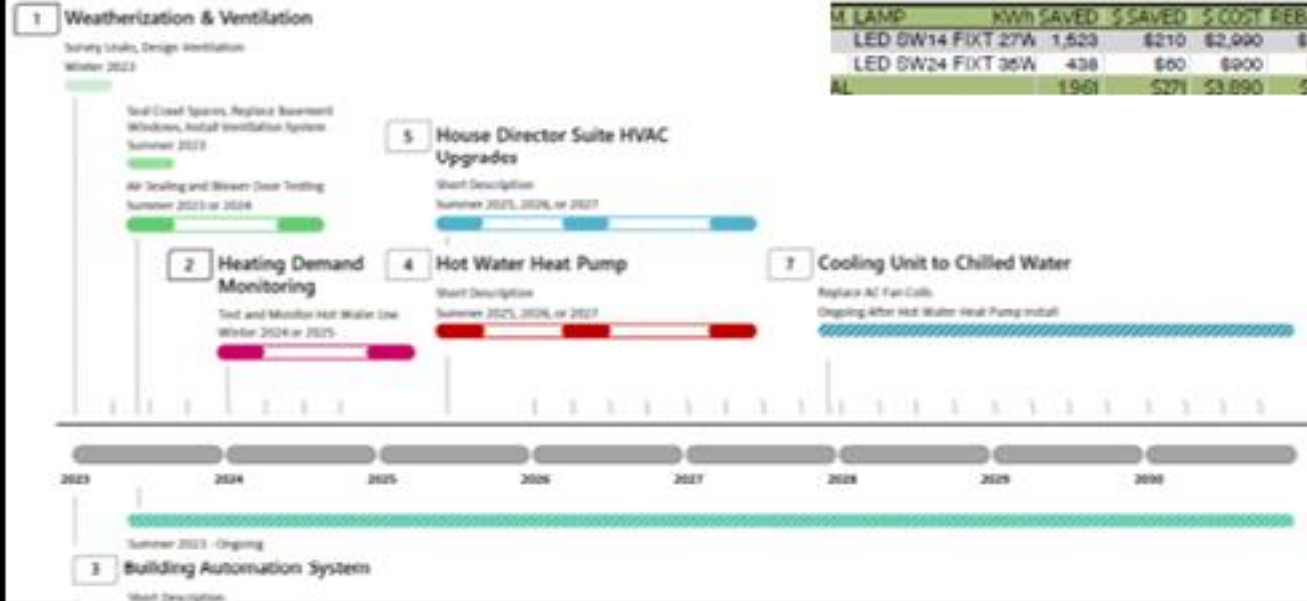 1 Weatherization & Ventilation
Survey Leaks, Design Ventilation
Winter 2023
Seal Crawl Spaces, Replace Basement
Windows, Install Ventilation System
Summer 2023
Air Sealing and Blower Door Testing
Summer 2023 or 2024
2 Heating Demand
Monitoring
Test and Monitor Hot Water Use
Winter 2024 or 2025
5 House Director Suite HVAC
Upgrades
Short Description
Summer 2025, 2026, or 2027
4 Hot Water Heat Pump
Short Description
Summer 2025, 2026, or 2027
7 Cooling Unit to Chilled Water
Replace AC Fan Coils
Ongoing After Hot Water Heat Pump Install
LAMP KWh SAVED $ SAVED $ COST
LED SW14 FIXT 27W 1,523 $210 $2,990
LED SW24 FIXT 36W 438 $60 $900
AL 1961 $271 $3,890
2023 2024 2025 2026 2027 2028 2029 2030
Summer 2023 - Ongoing
3 Building Automation System
Short Description